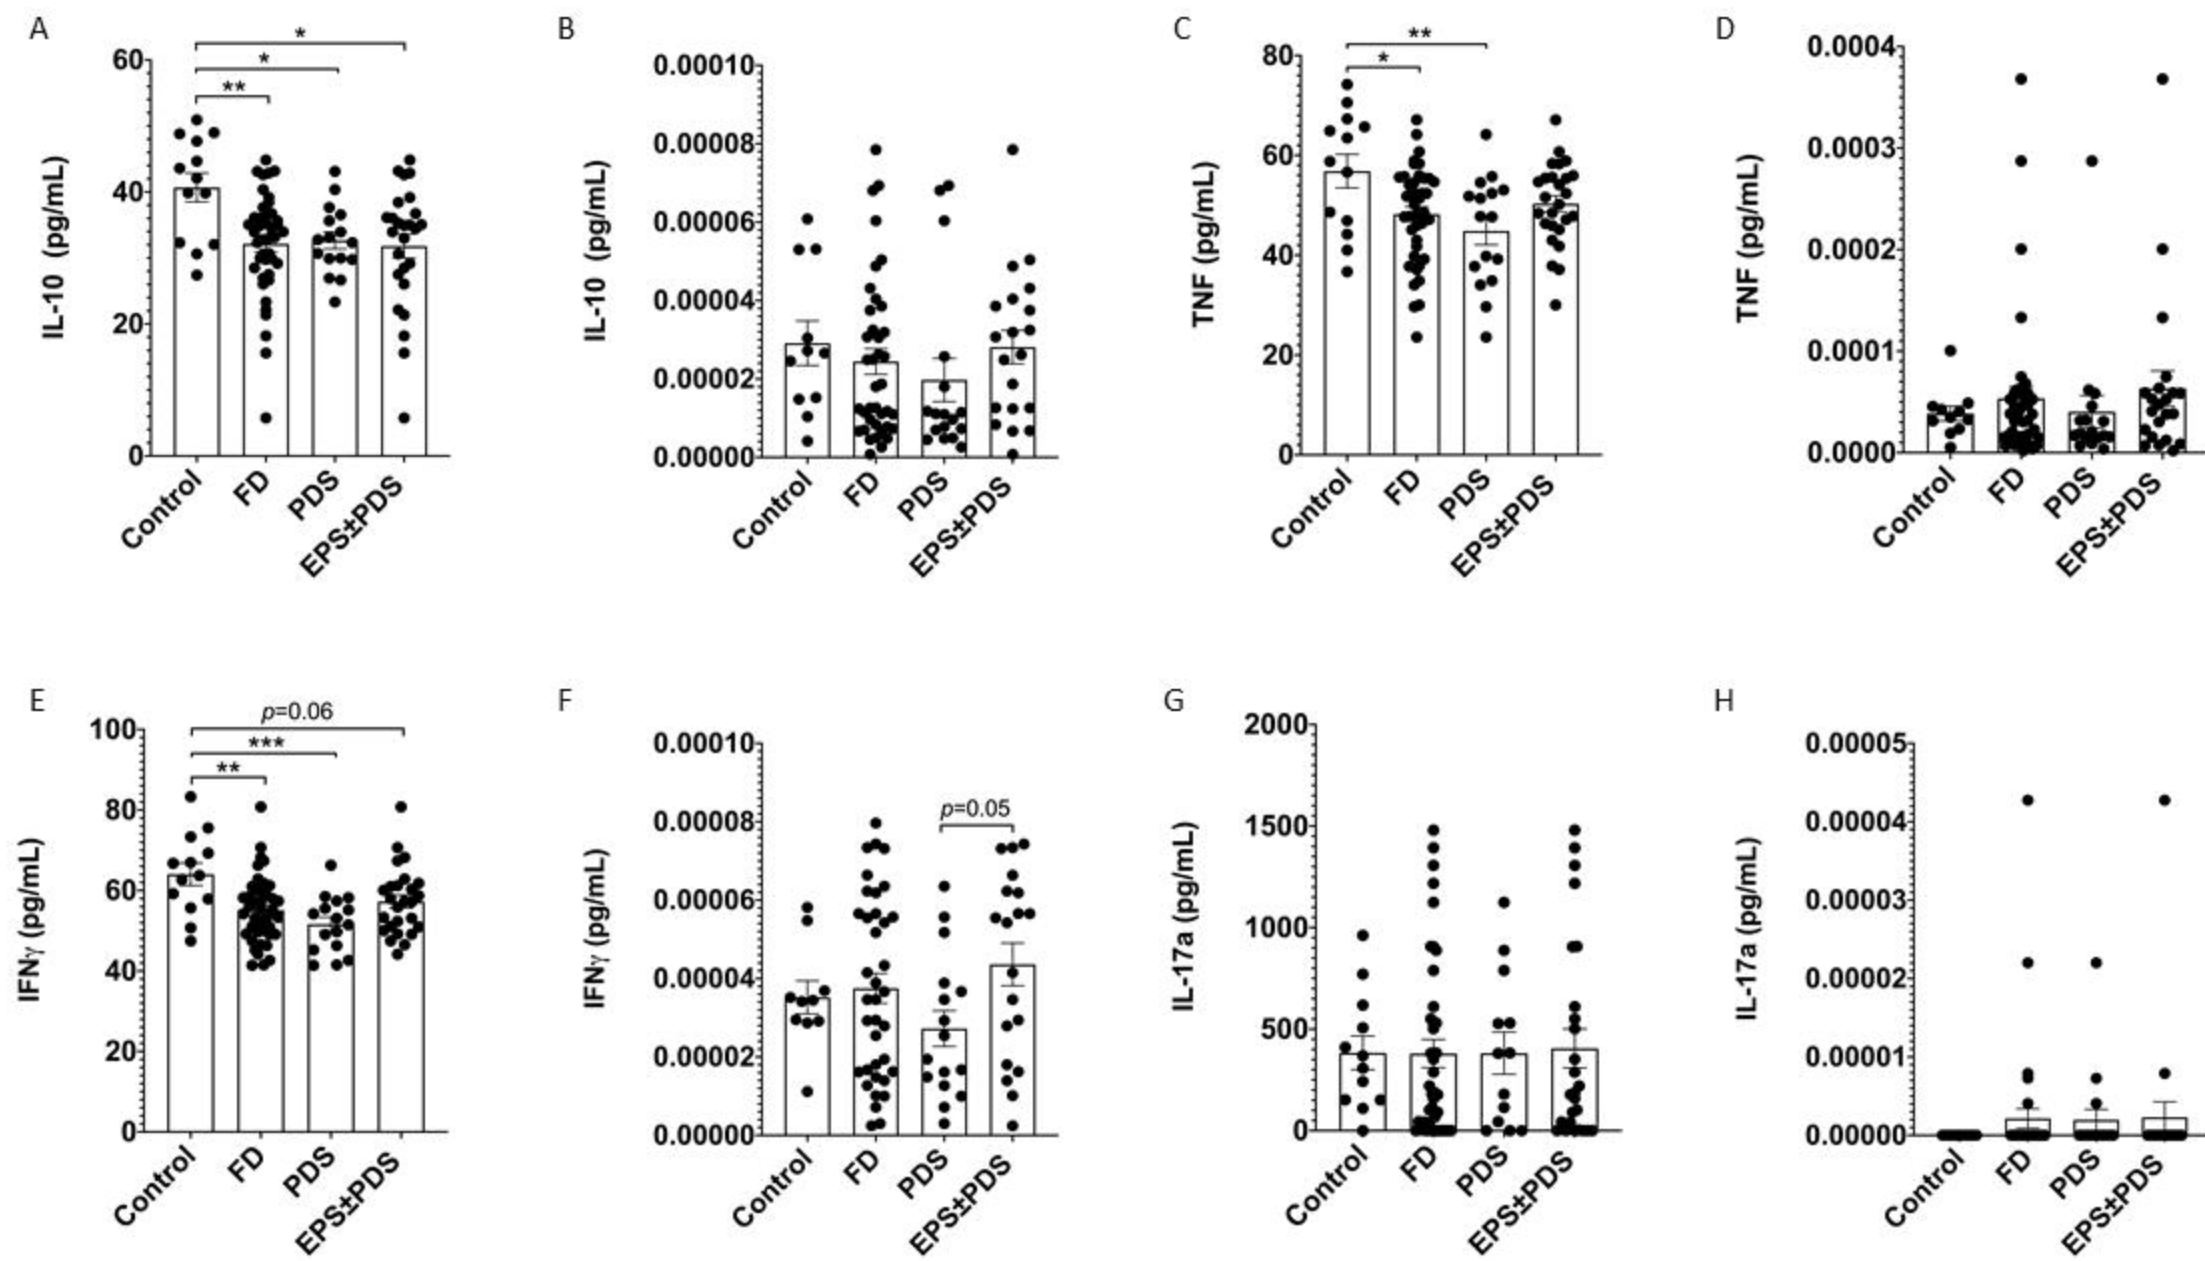 A
*
*
**
60
40
20
0
IL-10 (pg/mL)
Control
FD
PDS
EPS±PDS
B
0.00010
0.00008
0.00006
0.00004
0.00002
0.00000
IL-10 (pg/mL)
Control
FD
PDS
EPS±PDS
C
**
*
80
60
40
20
0
TNF (pg/mL)
Control
FD
PDS
EPS±PDS
D
0.0004
0.0003
0.0002
0.0001
0.0000
TNF (pg/mL)
Control
FD
PDS
EPS±PDS
E
p=0.06
***
**
100
80
60
40
20
0
IFNγ (pg/mL)
Control
FD
PDS
EPS±PDS
F
p=0.05
0.00010
0.00008
0.00006
0.00004
0.00002
0.00000
IFNγ (pg/mL)
Control
FD
PDS
EPS±PDS
G
2000
1500
1000
500
0
IL-17a (pg/mL)
Control
FD
PDS
EPS±PDS
H
0.00005
0.00004
0.00003
0.00002
0.00001
0.00000
IL-17a (pg/mL)
Control
FD
PDS
EPS±PDS